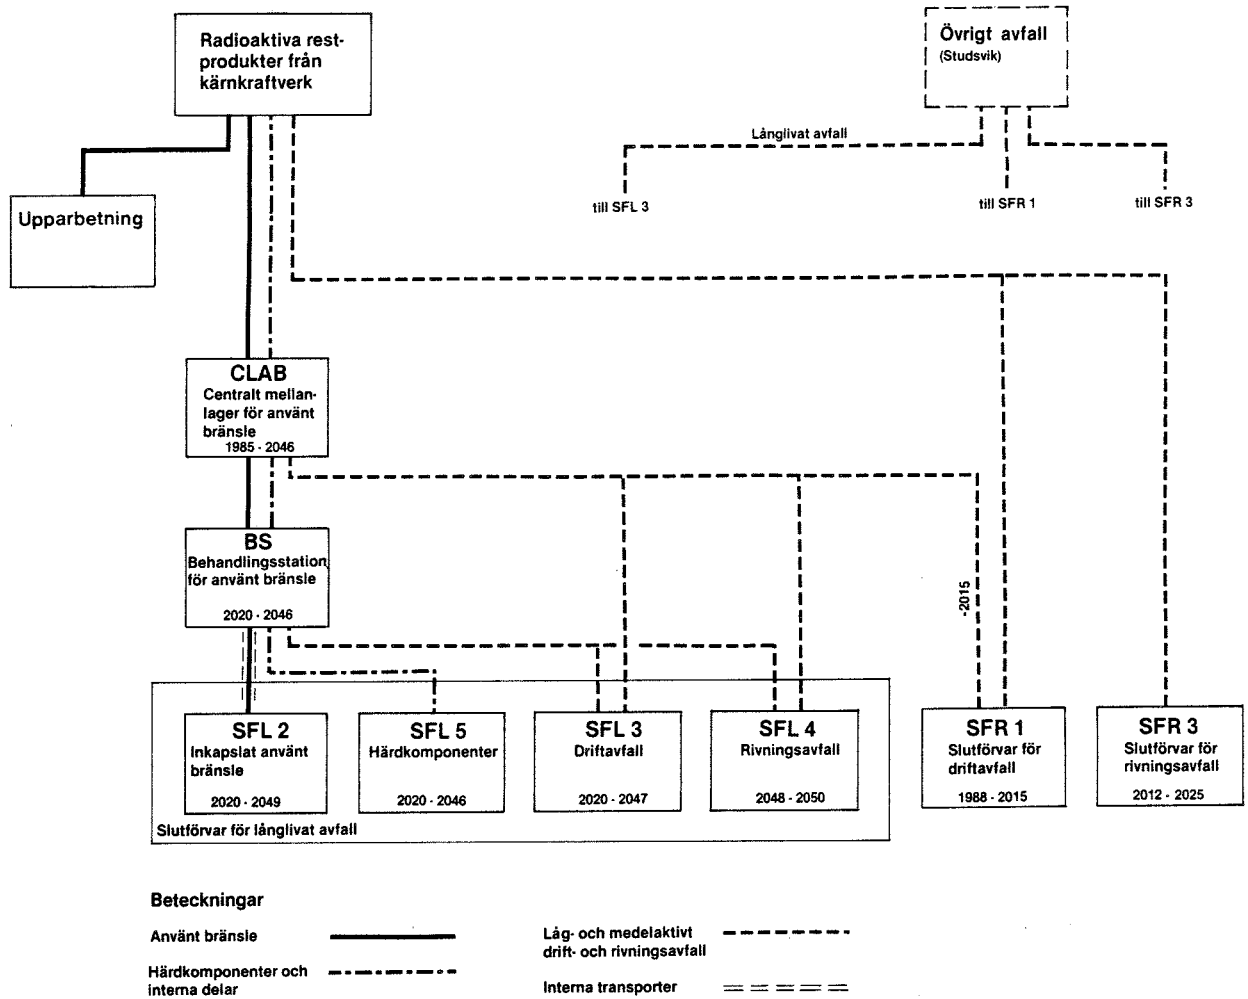 Radioaktiva rest-
produkter från
kärnkraftverk
Övrigt avfall
(Studsvik)
Långlivat avfall
Upparbetning
till SFL 3
till SFR 1
till SFR 3
CLAB
Centralt mellan-
lager för använt
bränsle
1985 - 2046
BS
Behandlingsstation
för använt bränsle
2020 - 2046
-2015
SFL 2
Inkapslat använt
bränsle
2020 - 2049
SFL 5
Härdkomponenter
2020 - 2046
SFL 3
Driftavfall
2020 - 2047
SFL 4
Rivningsavfall
2048 - 2050
SFR 1
Slutförvar för
driftavfall
1988 - 2015
SFR 3
Slutförvar för
rivningsavfall
2012 - 2025
Slutförvar för långlivat avfall
Beteckningar
Använt bränsle
Härdkomponenter och
interna delar
Låg- och medelaktivt
drift- och rivningsavfall
Interna transporter